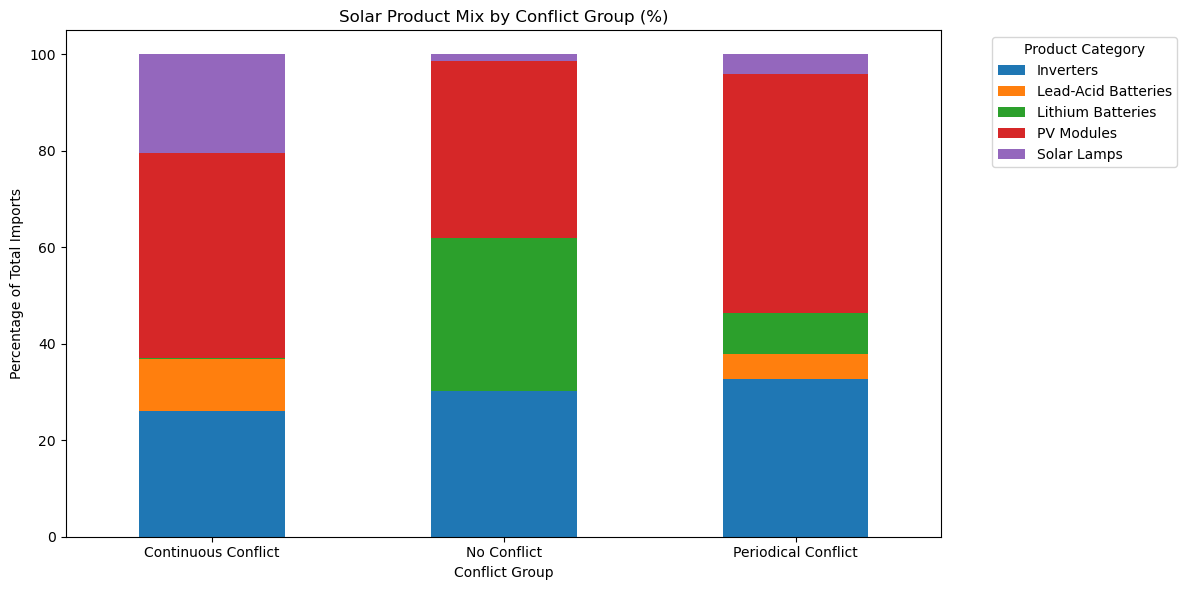 Solar Product Mix by Conflict Group (%)
Percentage of Total Imports
100
80
60
40
20
0
Continuous Conflict
No Conflict
Periodical Conflict
Conflict Group
Product Category
Inverters
Lead-Acid Batteries
Lithium Batteries
PV Modules
Solar Lamps